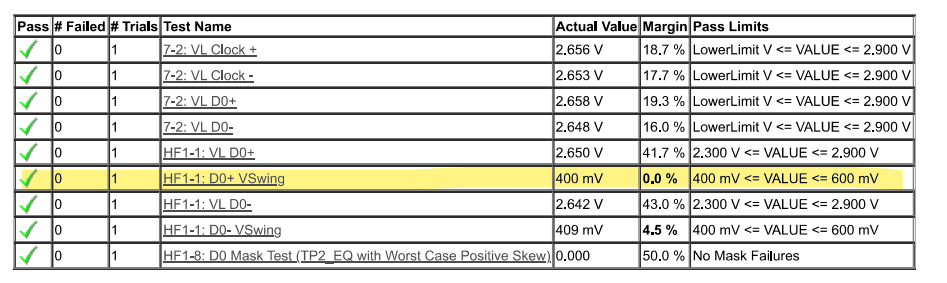 Pass # Failed # Trials Test Name Actual Value Margin Pass Limits
0 1 7-2: VL Clock + 2.656 V 18.7 % LowerLimit V <= VALUE <= 2.900 V
0 1 7-2: VL Clock - 2.653 V 17.7 % LowerLimit V <= VALUE <= 2.900 V
0 1 7-2: VL D0+ 2.658 V 19.3 % LowerLimit V <= VALUE <= 2.900 V
0 1 7-2: VL D0- 2.648 V 16.0 % LowerLimit V <= VALUE <= 2.900 V
0 1 HF1-1: VL D0+ 2.650 V 41.7 % 2.300 V <= VALUE <= 2.900 V
0 1 HF1-1: D0+ VSwing 400 mV 0.0 % 400 mV <= VALUE <= 600 mV
0 1 HF1-1: VL D0- 2.642 V 43.0 % 2.300 V <= VALUE <= 2.900 V
0 1 HF1-1: D0- VSwing 409 mV 4.5 % 400 mV <= VALUE <= 600 mV
0 1 HF1-8: D0 Mask Test (TP2_EQ with Worst Case Positive Skew) 0.000 50.0 % No Mask Failures